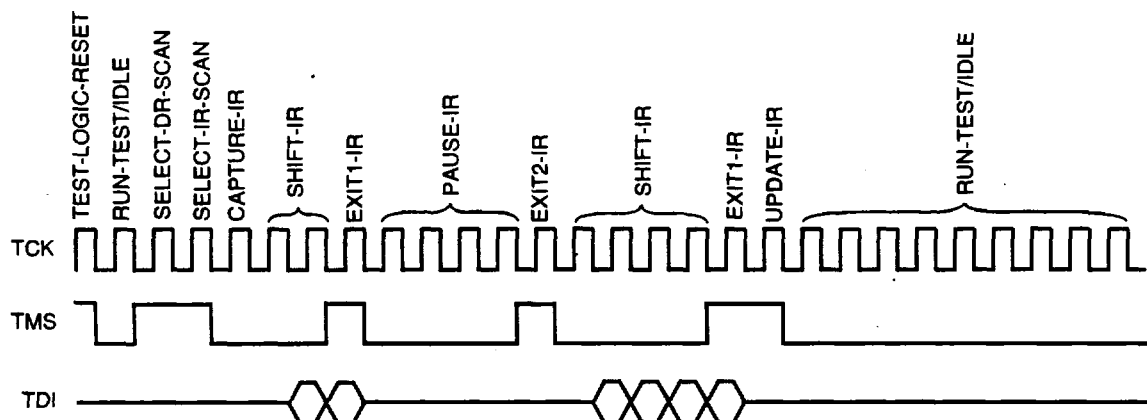 TEST-LOGIC-RESET
RUN-TEST/IDLE
SELECT-DR-SCAN
SELECT-IR-SCAN
CAPTURE-IR
SHIFT-IR
EXIT1-IR
PAUSE-IR
EXIT2-IR
SHIFT-IR
EXIT1-IR
UPDATE-IR
RUN-TEST/IDLE
TCK
TMS
TDI